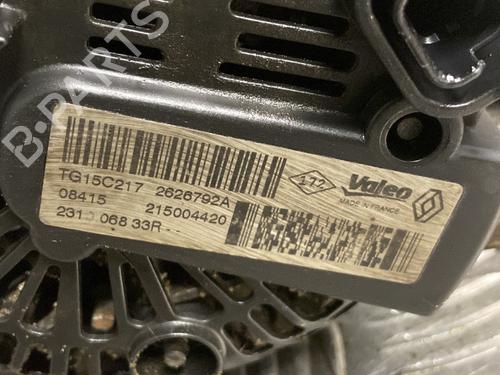 B-PARTS
TG15C217 2626792A
08415 215004420
068 33R
Valeo
MADE IN FRANCE